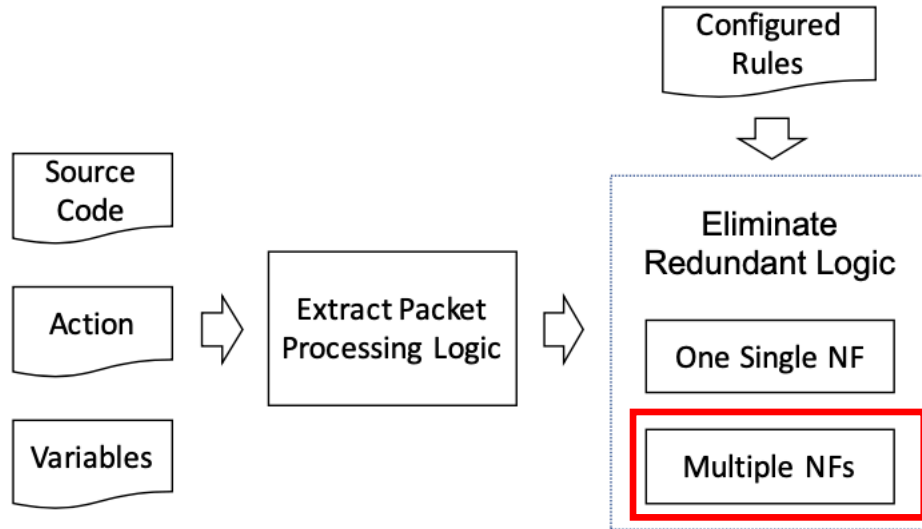 Configured
Rules
Source
Code
Action
Variables
Extract Packet
Processing Logic
Eliminate
Redundant Logic
One Single NF
Multiple NFs